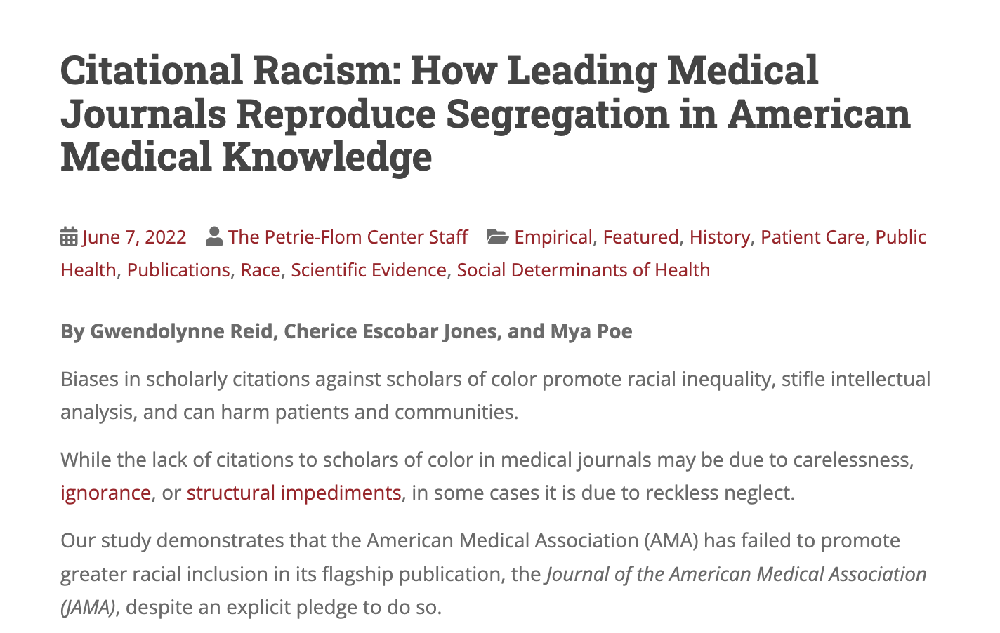 Citational Racism: How Leading Medical
Journals Reproduce Segregation in American
Medical Knowledge
June 7, 2022 The Petrie-Flom Center Staff Empirical, Featured, History, Patient Care, Public
Health, Publications, Race, Scientific Evidence, Social Determinants of Health
By Gwendolynne Reid, Cherice Escobar Jones, and Mya Poe
Biases in scholarly citations against scholars of color promote racial inequality, stifle intellectual
analysis, and can harm patients and communities.
While the lack of citations to scholars of color in medical journals may be due to carelessness,
ignorance, or structural impediments, in some cases it is due to reckless neglect.
Our study demonstrates that the American Medical Association (AMA) has failed to promote
greater racial inclusion in its flagship publication, the Journal of the American Medical Association
(JAMA), despite an explicit pledge to do so.